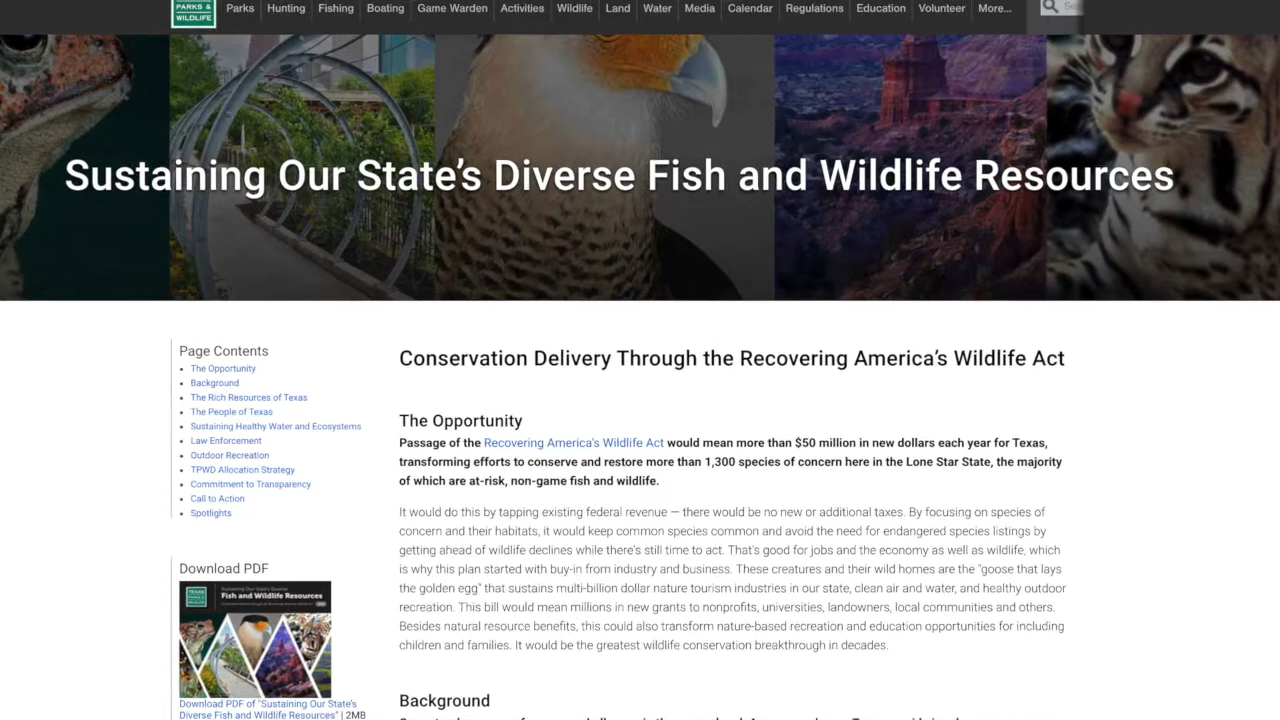 PARKS &
WILDLIFE
Parks Hunting Fishing Boating Game Warden Activities Wildlife Land Water Media Calendar Regulations Education Volunteer More...
Sustaining Our State's Diverse Fish and Wildlife Resources
Page Contents
The Opportunity
Background
The Rich Resources of Texas
The People of Texas
Sustaining Healthy Water and Ecosystems
Law Enforcement
Outdoor Recreation
TPWD Allocation Strategy
Commitment to Transparency
Call to Action
Spotlights
Download PDF
Sustaining Our State's Diverse
Fish and Wildlife Resources
Download PDF of "Sustaining Our State's
Diverse Fish and Wildlife Resources" | 2MB
Conservation Delivery Through the Recovering America's Wildlife Act
The Opportunity
Passage of the Recovering America's Wildlife Act would mean more than $50 million in new dollars each year for Texas,
transforming efforts to conserve and restore more than 1,300 species of concern here in the Lone Star State, the majority
of which are at-risk, non-game fish and wildlife.
It would do this by tapping existing federal revenue — there would be no new or additional taxes. By focusing on species of
concern and their habitats, it would keep common species common and avoid the need for endangered species listings by
getting ahead of wildlife declines while there's still time to act. That's good for jobs and the economy as well as wildlife, which
is why this plan started with buy-in from industry and business. These creatures and their wild homes are the "goose that lays
the golden egg" that sustains multi-billion dollar nature tourism industries in our state, clean air and water, and healthy outdoor
recreation. This bill would mean millions in new grants to nonprofits, universities, landowners, local communities and others.
Besides natural resource benefits, this could also transform nature-based recreation and education opportunities for including
children and families. It would be the greatest wildlife conservation breakthrough in decades.
Background